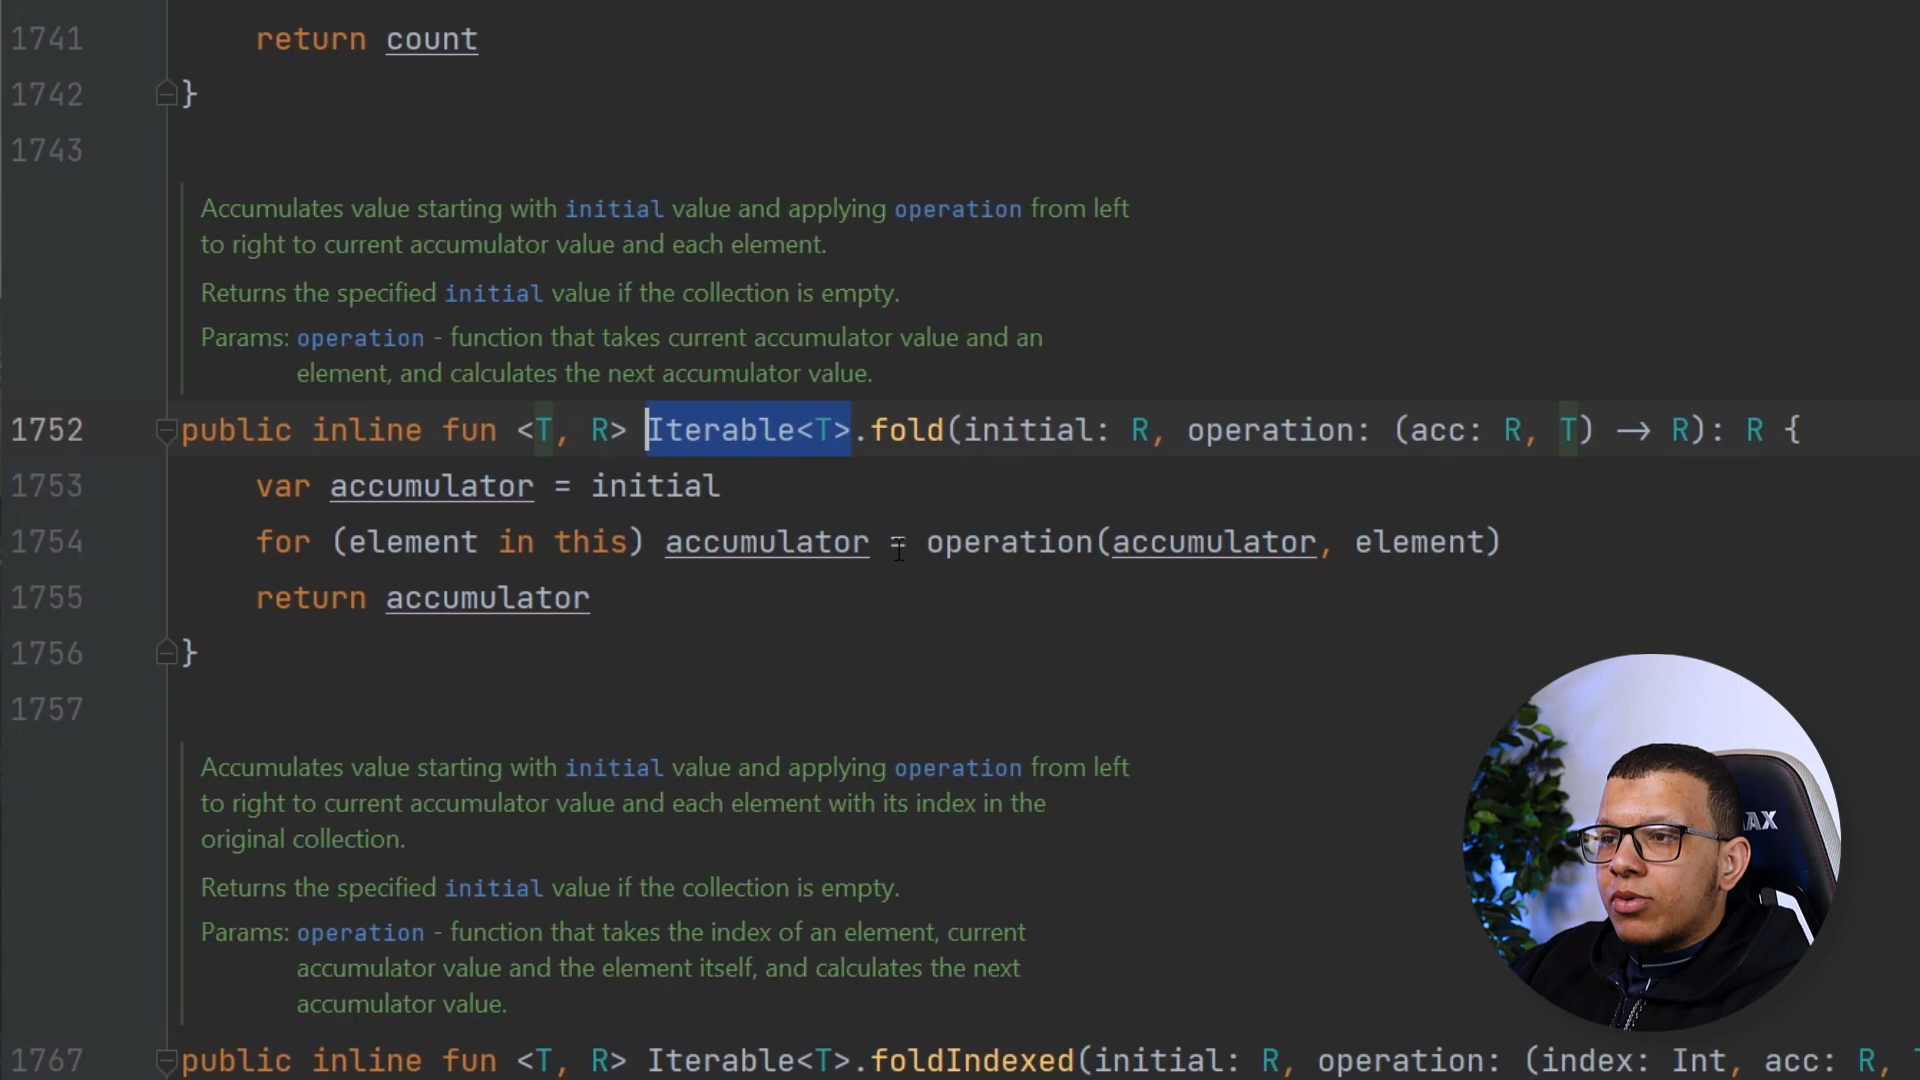 1741 return count
1742 }
1743
Accumulates value starting with initial value and applying operation from left
to right to current accumulator value and each element.
Returns the specified initial value if the collection is empty.
Params: operation - function that takes current accumulator value and an
element, and calculates the next accumulator value.
1752 public inline fun <T, R> Iterable<T>.fold(initial: R, operation: (acc: R, T) → R): R {
1753 var accumulator = initial
1754 for (element in this) accumulator = operation(accumulator, element)
1755 return accumulator
1756 }
1757
Accumulates value starting with initial value and applying operation from left
to right to current accumulator value and each element with its index in the
original collection.
Returns the specified initial value if the collection is empty.
Params: operation - function that takes the index of an element, current
accumulator value and the element itself, and calculates the next
accumulator value.
AX
1767 public inline fun <T, R> Iterable<T>.foldIndexed(initial: R, operation: (index: Int, acc: R,